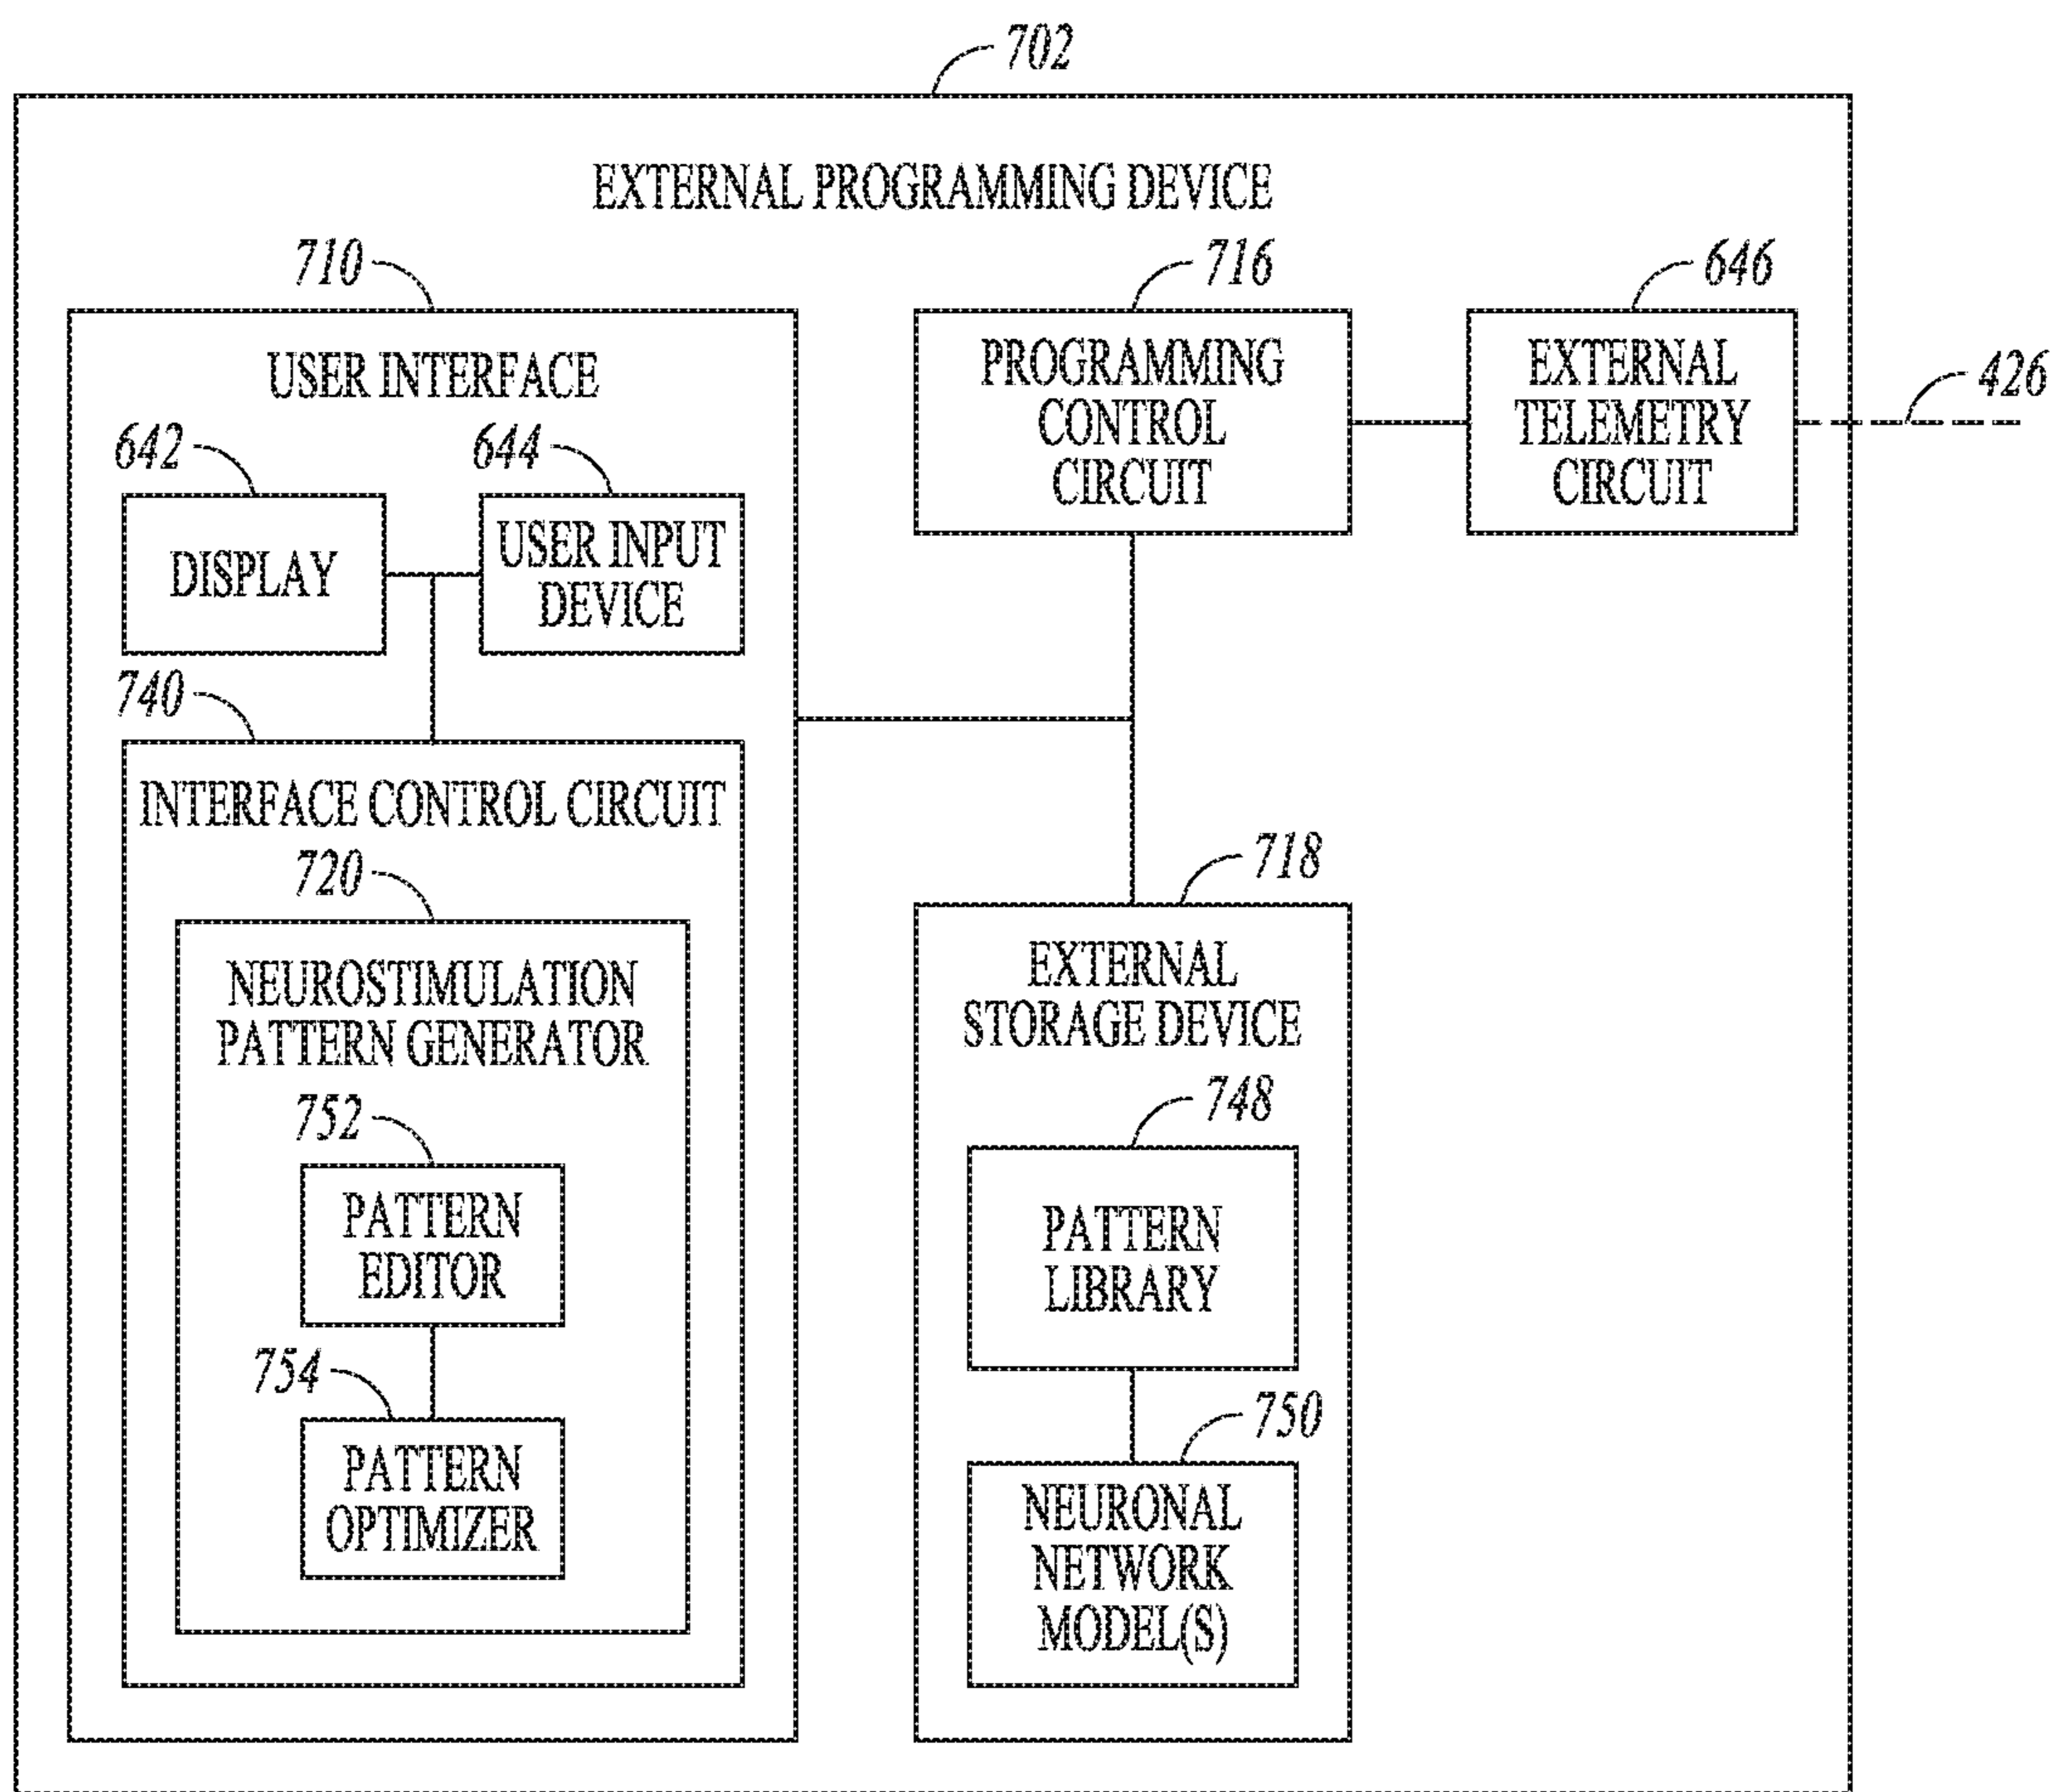 702
EXTERNAL PROGRAMMING DEVICE
710
USER INTERFACE
642
DISPLAY
644
USER INPUT
DEVICE
740
INTERFACE CONTROL CIRCUIT
720
NEUROSTIMULATION
PATTERN GENERATOR
752
PATTERN
EDITOR
754
PATTERN
OPTIMIZER
716
PROGRAMMING
CONTROL
CIRCUIT
646
EXTERNAL
TELEMETRY
CIRCUIT
426
718
EXTERNAL
STORAGE DEVICE
748
PATTERN
LIBRARY
750
NEURONAL
NETWORK
MODEL(S)